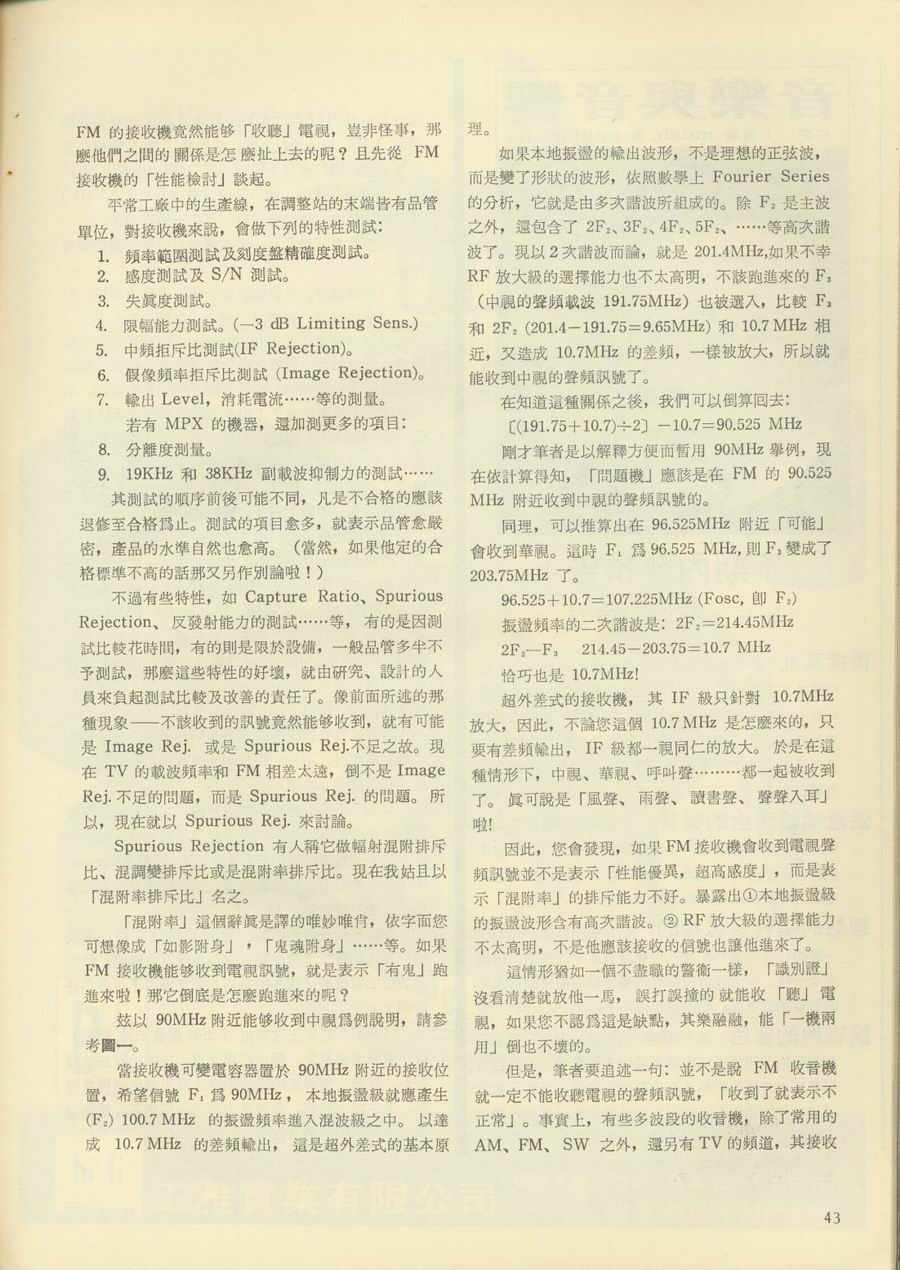 FM 的接收機竟然能够「收聽」電視，豈非怪事，那
麽他們之間的關係是怎麽扯上去的呢？且先從 FM
接收機的「性能檢討」談起。
平常工廠中的生產線，在調整站的末端皆有品管
單位，對接收機來說，會做下列的特性測試：
1. 頻率範圍測試及刻度盤精確度測試。
2. 感度測試及 S/N 測試。
3. 失眞度測試。
4. 限幅能力測試。(—3 dB Limiting Sens.)
5. 中頻拒斥比測試(IF Rejection)。
6. 假像頻率拒斥比測試 (Image Rejection)。
7. 輸出 Level，消耗電流……等的測量。
若有 MPX 的機器，還加測更多的項目：
8. 分離度測量。
9. 19KHz 和 38KHz 副載波抑制力的測試……
其測試的順序前後可能不同，凡是不合格的應該
退修至合格爲止。測試的項目愈多，就表示品管愈嚴
密，產品的水準自然也愈高。（當然，如果他定的合
格標準不高的話那又另作別論啦！）
不過有些特性，如 Capture Ratio、Spurious
Rejection、反發射能力的測試……等，有的是因測
試比較花時間，有的則是限於設備，一般品管多半不
予測試，那麽這些特性的好壞，就由研究、設計的人
員來負起測試比較及改善的責任了。像前面所述的那
種現象——不該收到的訊號竟然能够收到，就有可能
是 Image Rej. 或是 Spurious Rej.不足之故。現
在 TV 的載波頻率和 FM 相差太遠，倒不是 Image
Rej. 不足的問題，而是 Spurious Rej. 的問題。所
以，現在就以 Spurious Rej. 來討論。
Spurious Rejection 有人稱它做輻射混附排斥
比、混調變排斥比或是混附率排斥比。現在我姑且以
「混附率排斥比」名之。
「混附率」這個辭眞是譯的唯妙唯肖，依字面您
可想像成「如影附身」，「鬼魂附身」……等。如果
FM 接收機能够收到電視訊號，就是表示「有鬼」跑
進來啦！那它倒底是怎麽跑進來的呢？
玆以 90MHz 附近能够收到中視爲例說明，請參
考圖一。
當接收機可變電容器置於 90MHz 附近的接收位
置，希望信號 F₁ 爲 90MHz，本地振盪級就應產生
(F₂) 100.7 MHz 的振盪頻率進入混波級之中。以達
成 10.7 MHz 的差頻輸出，這是超外差式的基本原
理。
如果本地振盪的輸出波形，不是理想的正弦波，
而是變了形狀的波形，依照數學上 Fourier Series
的分析，它就是由多次諧波所組成的。除 F₂ 是主波
之外，還包含了 2F₂、3F₂、4F₂、5F₂、……等高次諧
波了。現以 2 次諧波而論，就是 201.4MHz,如果不幸
RF 放大級的選擇能力也不太高明，不該跑進來的 F₃
（中視的聲頻載波 191.75MHz）也被選入，比較 F₃
和 2F₂ (201.4—191.75=9.65MHz) 和 10.7 MHz 相
近，又造成 10.7MHz 的差頻，一樣被放大，所以就
能收到中視的聲頻訊號了。
在知道這種關係之後，我們可以倒算囘去：
〔(191.75+10.7)÷2〕—10.7=90.525 MHz
剛才筆者是以解釋方便而暫用 90MHz 舉例，現
在依計算得知，「問題機」應該是在 FM 的 90.525
MHz 附近收到中視的聲頻訊號的。
同理，可以推算出在 96.525MHz 附近「可能」
會收到華視。這時 F₁ 爲 96.525 MHz, 則 F₃ 變成了
203.75MHz 了。
96.525+10.7=107.225MHz (Fosc, 卽 F₂)
振盪頻率的二次諧波是：2F₂=214.45MHz
2F₂—F₃ 214.45—203.75=10.7 MHz
恰巧也是 10.7MHz!
超外差式的接收機，其 IF 級只針對 10.7MHz
放大，因此，不論您這個 10.7 MHz 是怎麽來的，只
要有差頻輸出，IF 級都一視同仁的放大。於是在這
種情形下，中視、華視、呼叫聲………都一起被收到
了。眞可說是「風聲、雨聲、讀書聲、聲聲入耳」
啦!
因此，您會發現，如果 FM 接收機會收到電視聲
頻訊號並不是表示「性能優異，超高感度」，而是表
示「混附率」的排斥能力不好。暴露出①本地振盪級
的振盪波形含有高次諧波。② RF 放大級的選擇能力
不太高明，不是他應該接收的信號也讓他進來了。
這情形猶如一個不盡職的警衞一樣，「識別證」
沒看淸楚就放他一馬，誤打誤撞的就能收「聽」電
視，如果您不認爲這是缺點，其樂融融，能「一機兩
用」倒也不壞的。
但是，筆者要追述一句：並不是說 FM 收音機
就一定不能收聽電視的聲頻訊號，「收到了就表示不
正常」。事實上，有些多波段的收音機，除了常用的
AM、FM、SW 之外，還另有 TV 的頻道，其接收
43